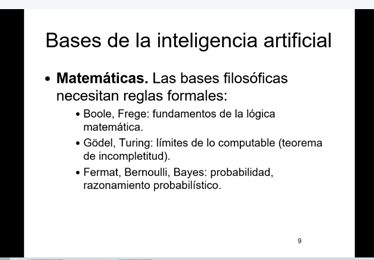 Bases de la inteligencia artificial
• Matemáticas. Las bases filosóficas
necesitan reglas formales:
• Boole, Frege: fundamentos de la lógica
matemática.
• Gödel, Turing: límites de lo computable (teorema
de incompletitud).
• Fermat, Bernoulli, Bayes: probabilidad,
razonamiento probabilístico.
9